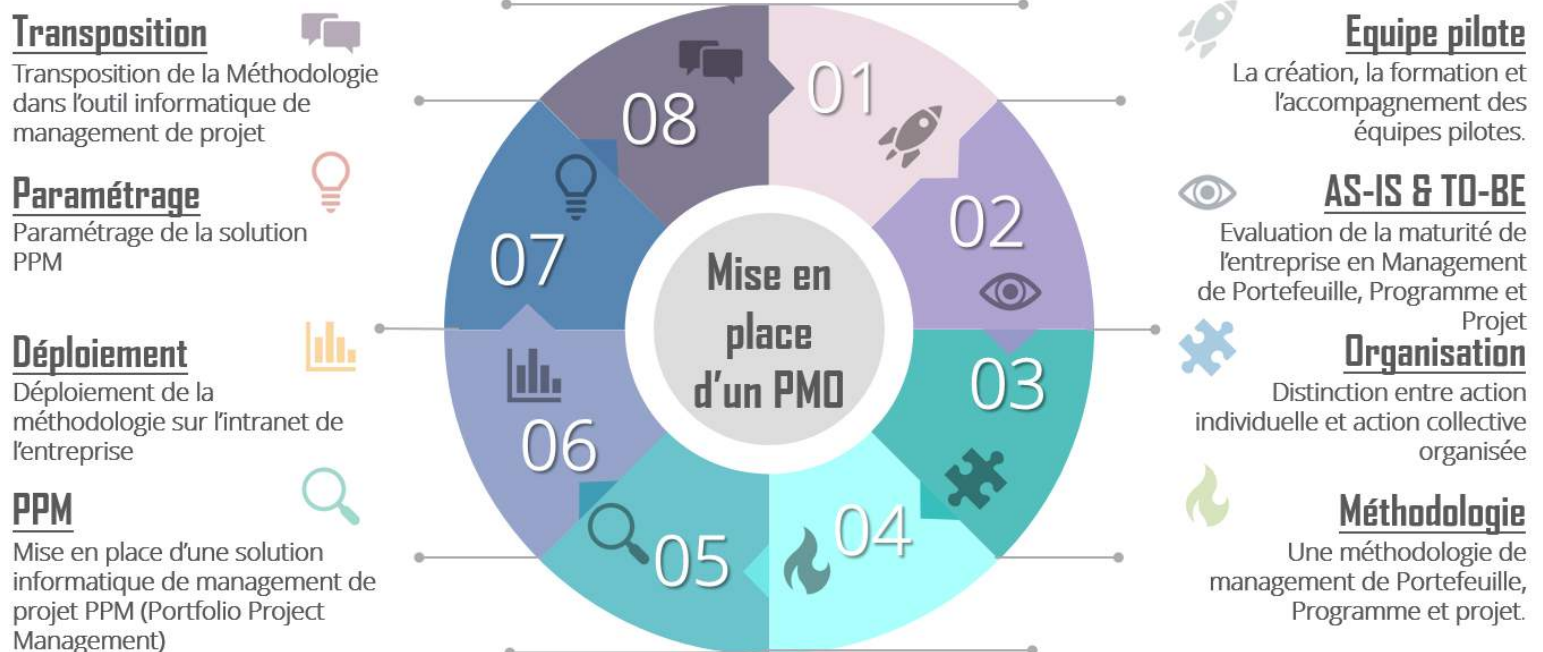 Transposition
Transposition de la Méthodologie
dans l'outil informatique de
management de projet
Paramétrage
Paramétrage de la solution
PPM
Déploiement
Déploiement de la
méthodologie sur l'intranet de
l'entreprise
PPM
Mise en place d'une solution
informatique de management de
projet PPM (Portfolio Project
Management)
01
02
03
04
05
06
07
08
Mise en
place
d'un PMO
Equipe pilote
La création, la formation et
l'accompagnement des
équipes pilotes.
AS-IS & TO-BE
Evaluation de la maturité de
l'entreprise en Management
de Portefeuille, Programme et
Projet
Organisation
Distinction entre action
individuelle et action collective
organisée
Méthodologie
Une méthodologie de
management de Portefeuille,
Programme et projet.